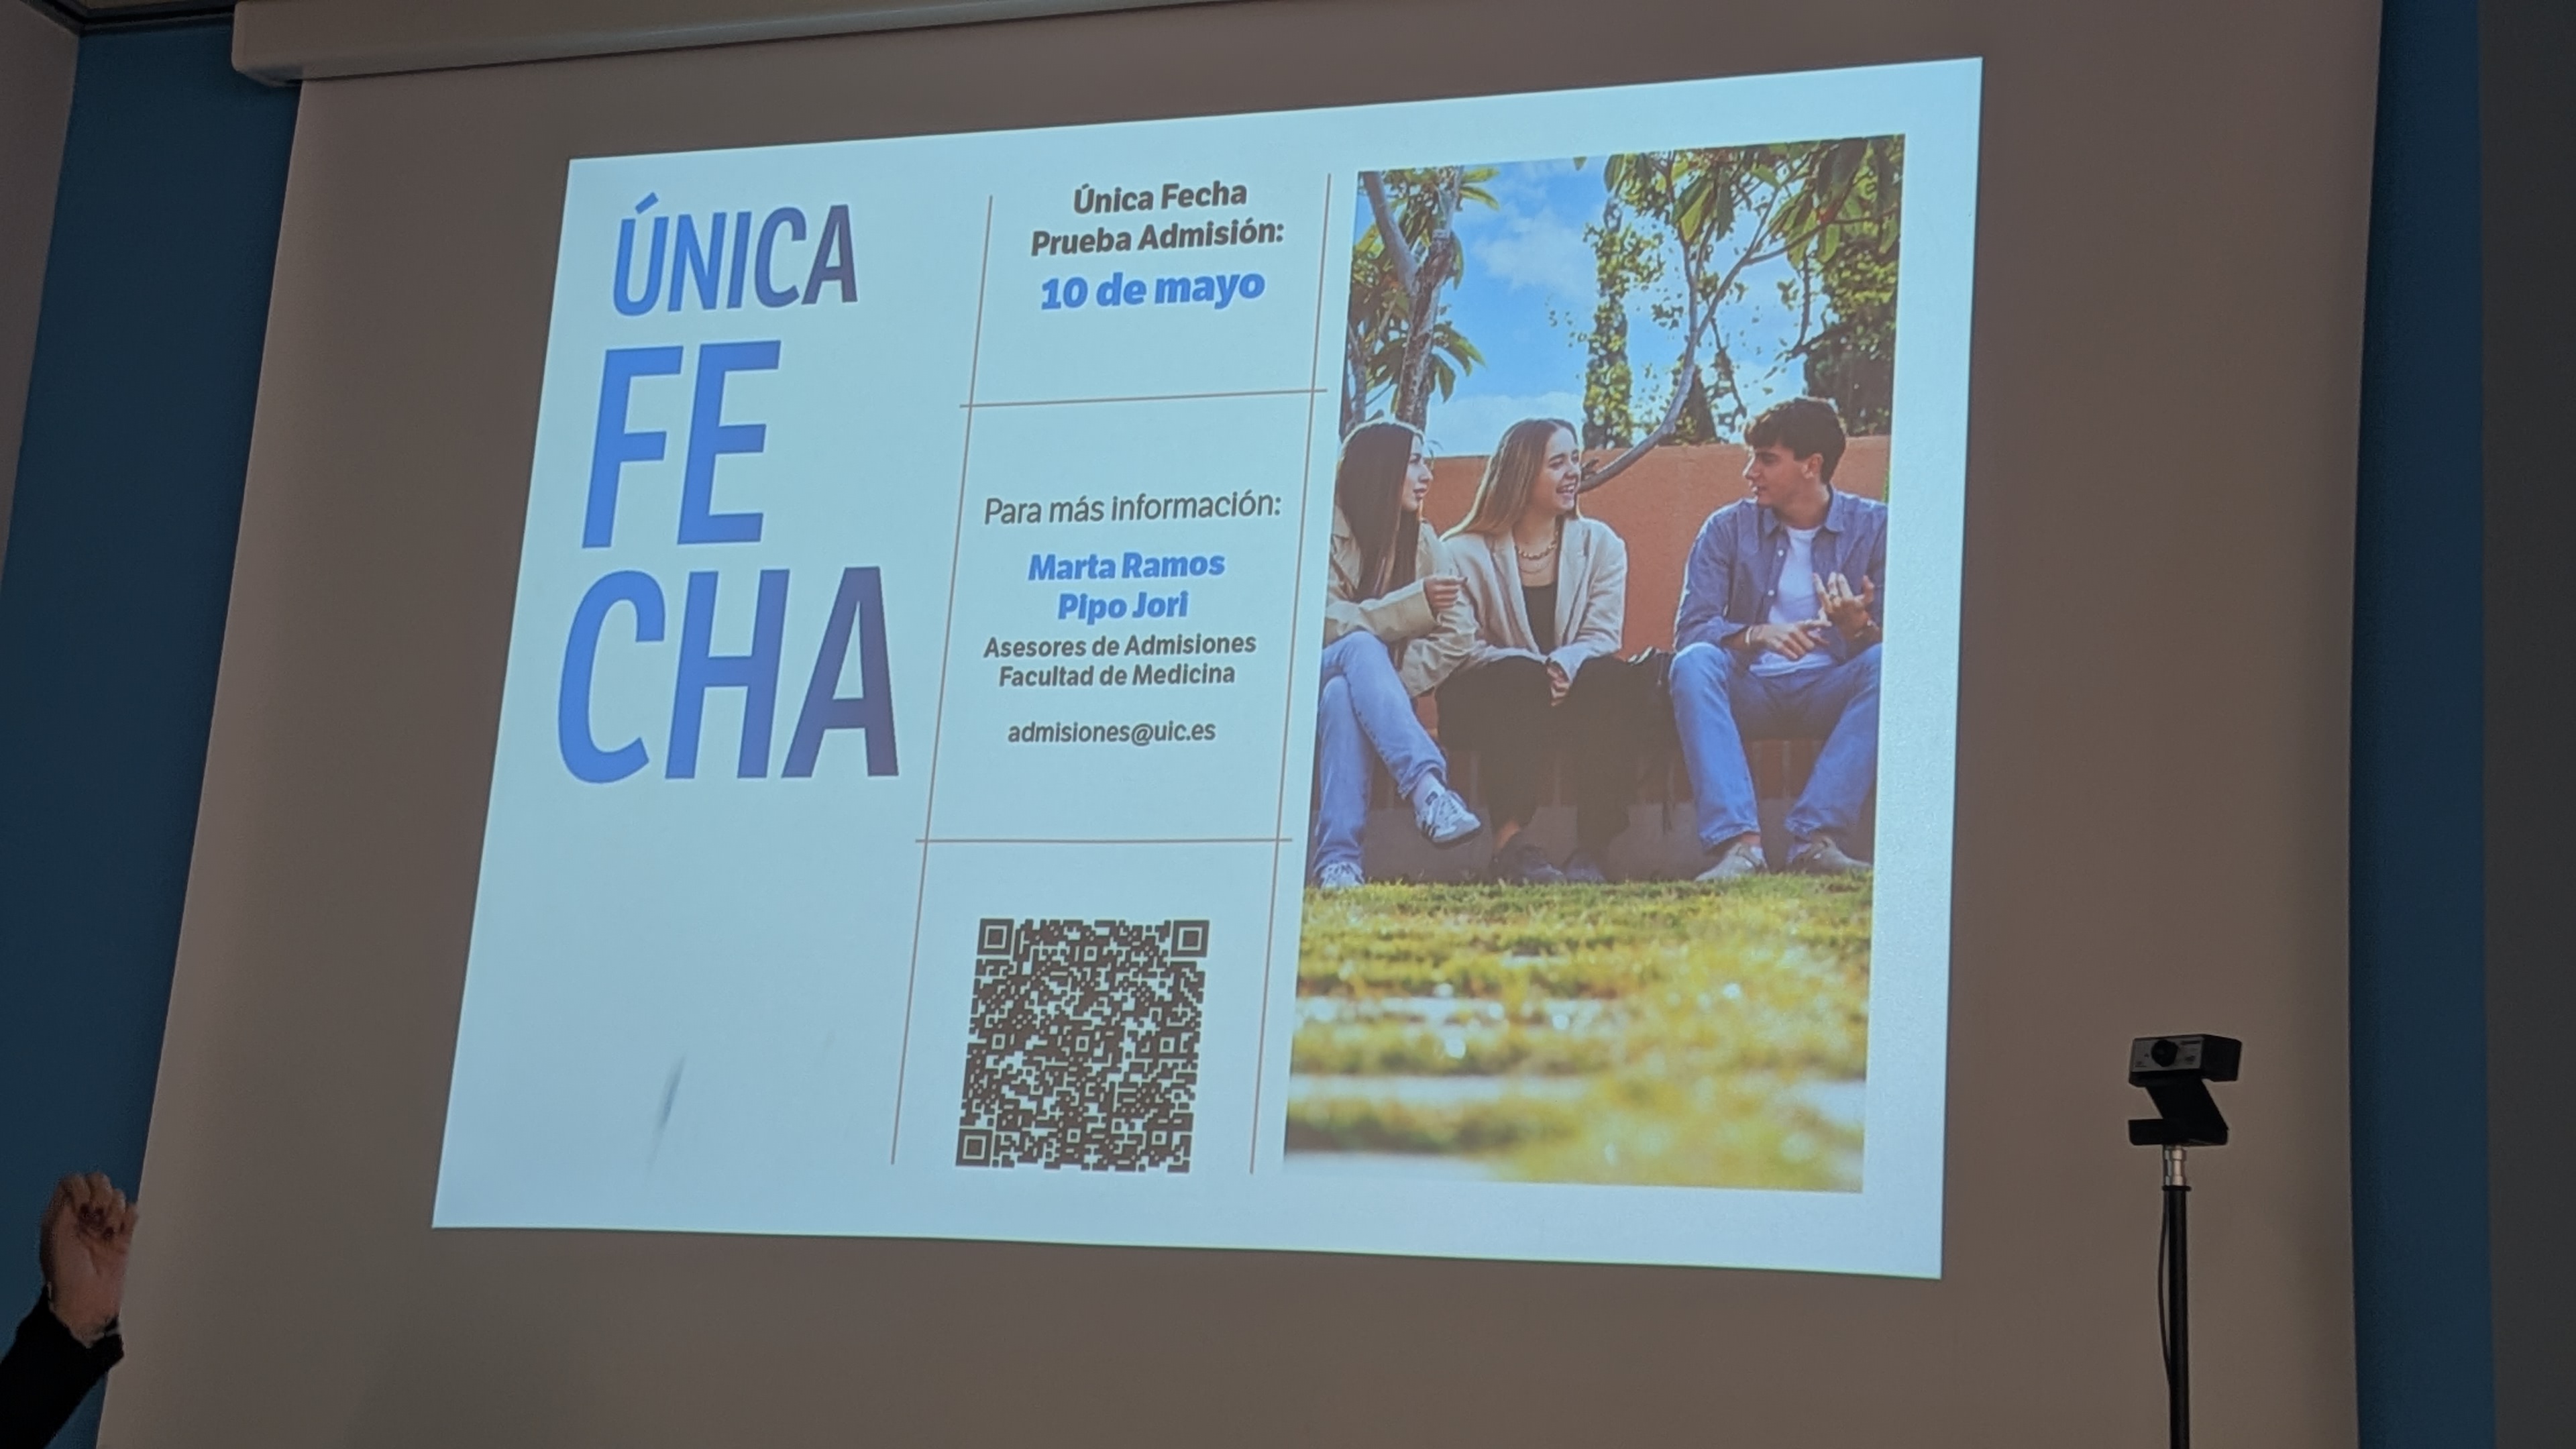 ÚNICA
FE
CHA
Única Fecha
Prueba Admisión:
10 de mayo
Para más información:
Marta Ramos
Pipo Jori
Asesores de Admisiones
Facultad de Medicina
admisiones@uic.es